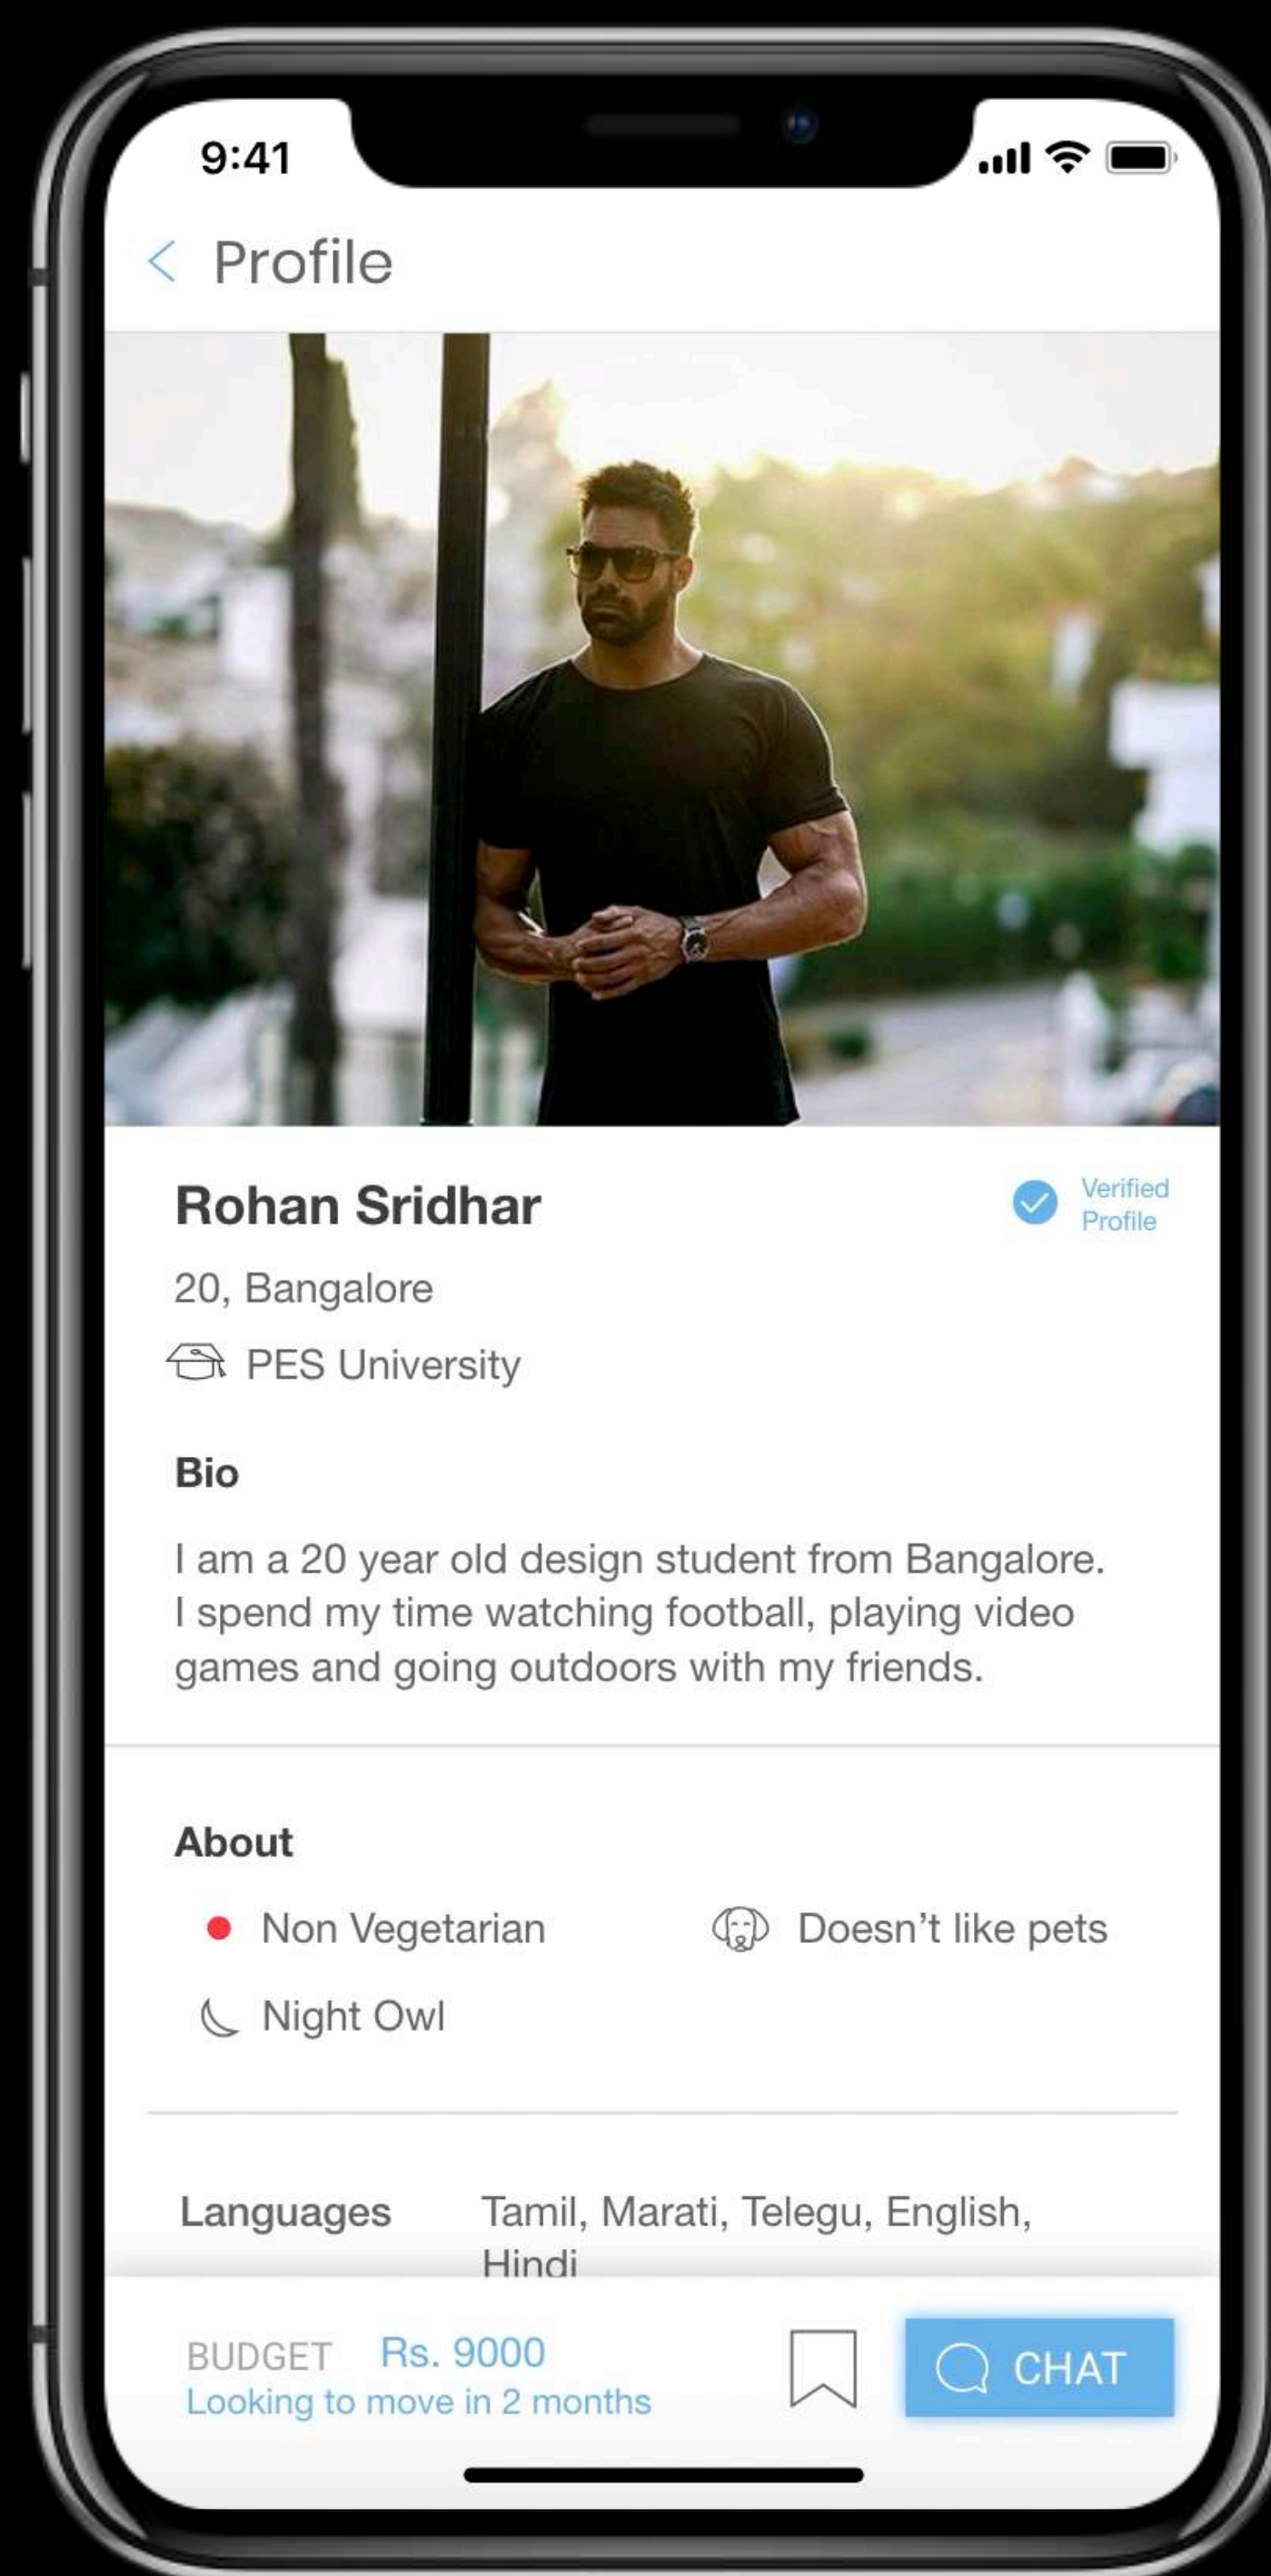 9:41
Profile
Rohan Sridhar
Verified
Profile
20, Bangalore
PES University
Bio
I am a 20 year old design student from Bangalore.
I spend my time watching football, playing video
games and going outdoors with my friends.
About
Non Vegetarian
Doesn't like pets
Night Owl
Languages
Tamil, Marati, Telegu, English,
Hindi
BUDGET Rs. 9000
Looking to move in 2 months
CHAT